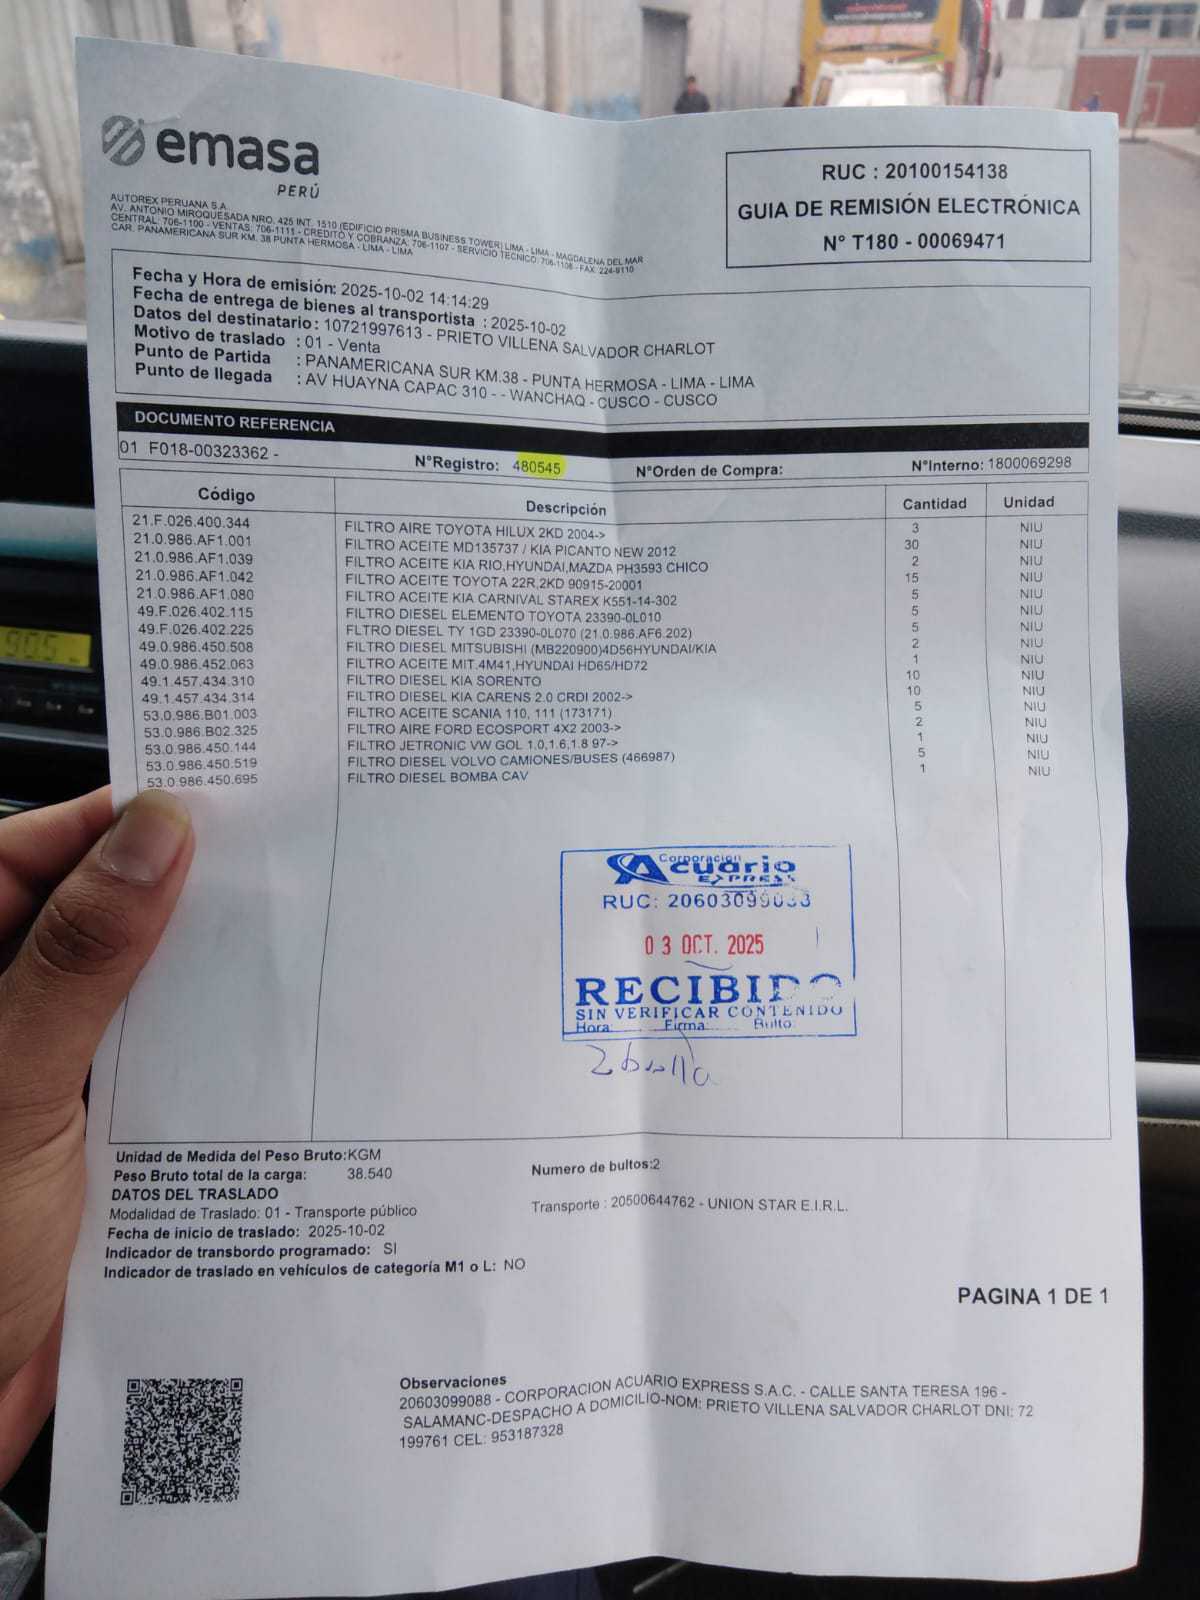 emasa
PERÚ
AUTOREX PERUANA S.A.
AV. ANTONIO MIROQUESADA NRO. 425 INT. 1510 (EDIFICIO PRISMA BUSINESS TOWER) LIMA - LIMA - MAGDALENA DEL MAR
CENTRAL: 706-1100 - VENTAS: 706-1111 - CREDITO Y COBRANZA: 706-1107 - SERVICIO TECNICO: 706-1106 - FAX: 224-9110
CAR. PANAMERICANA SUR KM. 38 PUNTA HERMOSA - LIMA - LIMA
RUC : 20100154138
GUIA DE REMISIÓN ELECTRÓNICA
N° T180 - 00069471
Fecha y Hora de emisión: 2025-10-02 14:14:29
Fecha de entrega de bienes al transportista : 2025-10-02
Datos del destinatario : 10721997613 - PRIETO VILLENA SALVADOR CHARLOT
Motivo de traslado : 01 - Venta
Punto de Partida : PANAMERICANA SUR KM.38 - PUNTA HERMOSA - LIMA - LIMA
Punto de llegada : AV HUAYNA CAPAC 310 - - WANCHAQ - CUSCO - CUSCO
DOCUMENTO REFERENCIA
01 F018-00323362 - N°Registro: 480545 N°Orden de Compra: N°Interno: 1800069298
Código Descripción Cantidad Unidad
21.F.026.400.344 FILTRO AIRE TOYOTA HILUX 2KD 2004-> 3 NIU
21.0.986.AF1.001 FILTRO ACEITE MD135737 / KIA PICANTO NEW 2012 30 NIU
21.0.986.AF1.039 FILTRO ACEITE KIA RIO,HYUNDAI,MAZDA PH3593 CHICO 2 NIU
21.0.986.AF1.042 FILTRO ACEITE TOYOTA 22R,2KD 90915-20001 15 NIU
21.0.986.AF1.080 FILTRO ACEITE KIA CARNIVAL STAREX K551-14-302 5 NIU
49.F.026.402.115 FILTRO DIESEL ELEMENTO TOYOTA 23390-0L010 5 NIU
49.F.026.402.225 FLTRO DIESEL TY 1GD 23390-0L070 (21.0.986.AF6.202) 5 NIU
49.0.986.450.508 FILTRO DIESEL MITSUBISHI (MB220900)4D56HYUNDAI/KIA 2 NIU
49.0.986.452.063 FILTRO ACEITE MIT.4M41,HYUNDAI HD65/HD72 1 NIU
49.1.457.434.310 FILTRO DIESEL KIA SORENTO 10 NIU
49.1.457.434.314 FILTRO DIESEL KIA CARENS 2.0 CRDI 2002-> 10 NIU
53.0.986.B01.003 FILTRO ACEITE SCANIA 110, 111 (173171) 5 NIU
53.0.986.B02.325 FILTRO AIRE FORD ECOSPORT 4X2 2003-> 2 NIU
53.0.986.450.144 FILTRO JETRONIC VW GOL 1.0,1.6,1.8 97-> 1 NIU
53.0.986.450.519 FILTRO DIESEL VOLVO CAMIONES/BUSES (466987) 5 NIU
53.0.986.450.695 FILTRO DIESEL BOMBA CAV 1 NIU
Corporación
Acuario
EXPRESS
RUC: 20603099088
03 OCT. 2025
RECIBIDO
SIN VERIFICAR CONTENIDO
Hora: Firma: Bulto:
Unidad de Medida del Peso Bruto:KGM
Peso Bruto total de la carga: 38.540
Numero de bultos:2
DATOS DEL TRASLADO
Modalidad de Traslado: 01 - Transporte público
Transporte : 20500644762 - UNION STAR E.I.R.L.
Fecha de inicio de traslado: 2025-10-02
Indicador de transbordo programado: SI
Indicador de traslado en vehículos de categoría M1 o L: NO
PAGINA 1 DE 1
Observaciones
20603099088 - CORPORACION ACUARIO EXPRESS S.A.C. - CALLE SANTA TERESA 196 -
SALAMANC-DESPACHO A DOMICILIO-NOM: PRIETO VILLENA SALVADOR CHARLOT DNI: 72
199761 CEL: 953187328